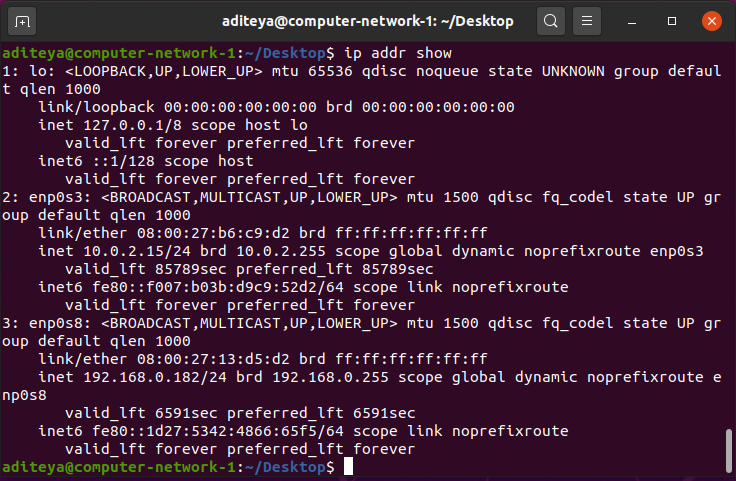 aditeya@computer-network-1: ~/Desktop
aditeya@computer-network-1:~/Desktop$ ip addr show
1: lo: <LOOPBACK,UP,LOWER_UP> mtu 65536 qdisc noqueue state UNKNOWN group defaul
t qlen 1000
    link/loopback 00:00:00:00:00:00 brd 00:00:00:00:00:00
    inet 127.0.0.1/8 scope host lo
       valid_lft forever preferred_lft forever
    inet6 ::1/128 scope host
       valid_lft forever preferred_lft forever
2: enp0s3: <BROADCAST,MULTICAST,UP,LOWER_UP> mtu 1500 qdisc fq_codel state UP gr
oup default qlen 1000
    link/ether 08:00:27:b6:c9:d2 brd ff:ff:ff:ff:ff:ff
    inet 10.0.2.15/24 brd 10.0.2.255 scope global dynamic noprefixroute enp0s3
       valid_lft 85789sec preferred_lft 85789sec
    inet6 fe80::f007:b03b:d9c9:52d2/64 scope link noprefixroute
       valid_lft forever preferred_lft forever
3: enp0s8: <BROADCAST,MULTICAST,UP,LOWER_UP> mtu 1500 qdisc fq_codel state UP gr
oup default qlen 1000
    link/ether 08:00:27:13:d5:d2 brd ff:ff:ff:ff:ff:ff
    inet 192.168.0.182/24 brd 192.168.0.255 scope global dynamic noprefixroute e
np0s8
       valid_lft 6591sec preferred_lft 6591sec
    inet6 fe80::1d27:5342:4866:65f5/64 scope link noprefixroute
       valid_lft forever preferred_lft forever
aditeya@computer-network-1:~/Desktop$